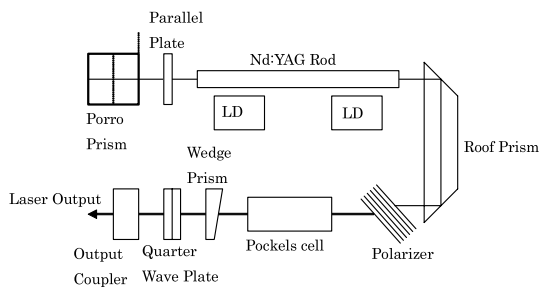 Parallel
Plate
Nd:YAG Rod
LD
LD
Porro
Prism
Roof Prism
Wedge
Prism
Laser Output
Output
Coupler
Quarter
Wave Plate
Pockels cell
Polarizer